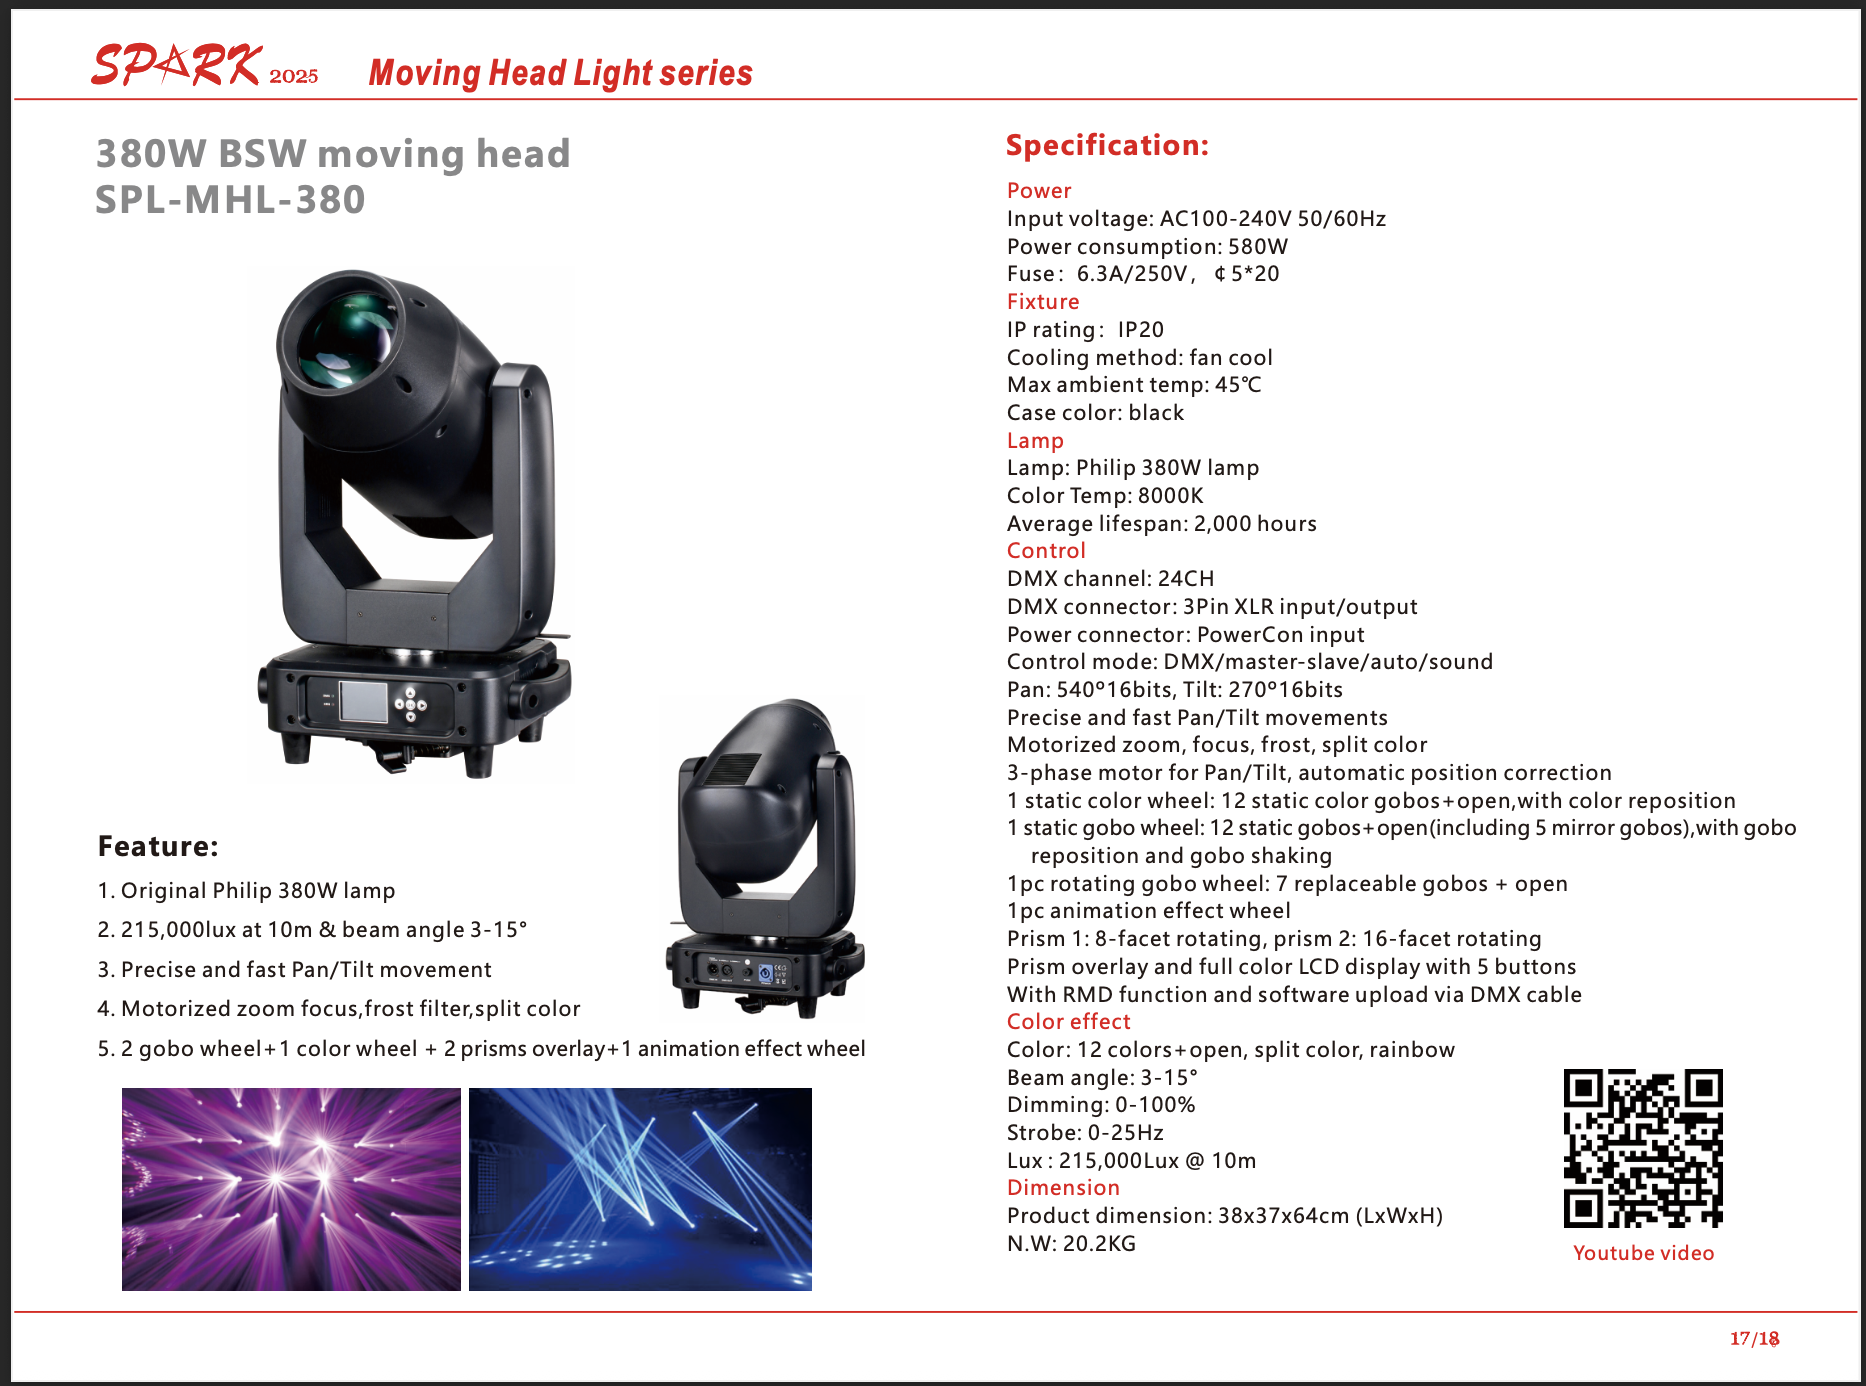 SPARK 2025 Moving Head Light series
380W BSW moving head
SPL-MHL-380
Feature:
1. Original Philip 380W lamp
2. 215,000lux at 10m & beam angle 3-15°
3. Precise and fast Pan/Tilt movement
4. Motorized zoom focus,frost filter,split color
5. 2 gobo wheel+1 color wheel + 2 prisms overlay+1 animation effect wheel
Specification:
Power
Input voltage: AC100-240V 50/60Hz
Power consumption: 580W
Fuse： 6.3A/250V， ¢5*20
Fixture
IP rating： IP20
Cooling method: fan cool
Max ambient temp: 45℃
Case color: black
Lamp
Lamp: Philip 380W lamp
Color Temp: 8000K
Average lifespan: 2,000 hours
Control
DMX channel: 24CH
DMX connector: 3Pin XLR input/output
Power connector: PowerCon input
Control mode: DMX/master-slave/auto/sound
Pan: 540º16bits, Tilt: 270º16bits
Precise and fast Pan/Tilt movements
Motorized zoom, focus, frost, split color
3-phase motor for Pan/Tilt, automatic position correction
1 static color wheel: 12 static color gobos+open,with color reposition
1 static gobo wheel: 12 static gobos+open(including 5 mirror gobos),with gobo
reposition and gobo shaking
1pc rotating gobo wheel: 7 replaceable gobos + open
1pc animation effect wheel
Prism 1: 8-facet rotating, prism 2: 16-facet rotating
Prism overlay and full color LCD display with 5 buttons
With RMD function and software upload via DMX cable
Color effect
Color: 12 colors+open, split color, rainbow
Beam angle: 3-15°
Dimming: 0-100%
Strobe: 0-25Hz
Lux : 215,000Lux @ 10m
Dimension
Product dimension: 38x37x64cm (LxWxH)
N.W: 20.2KG
Youtube video
17/18